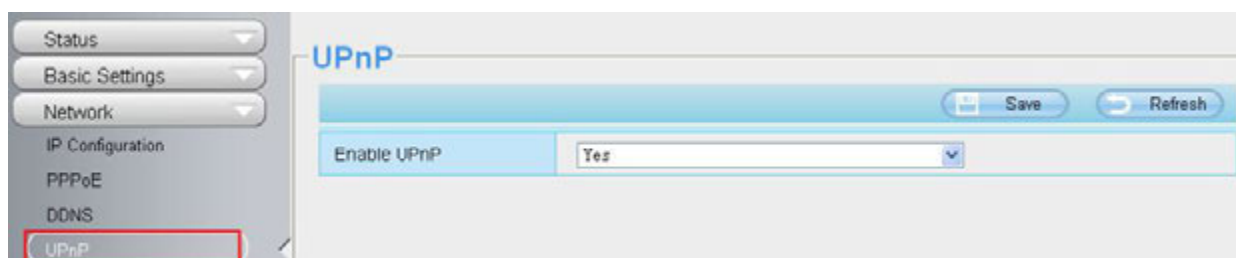 Status
Basic Settings
Network
IP Configuration
PPPoE
DDNS
UPnP
UPnP
Save
Refresh
Enable UPnP
Yes